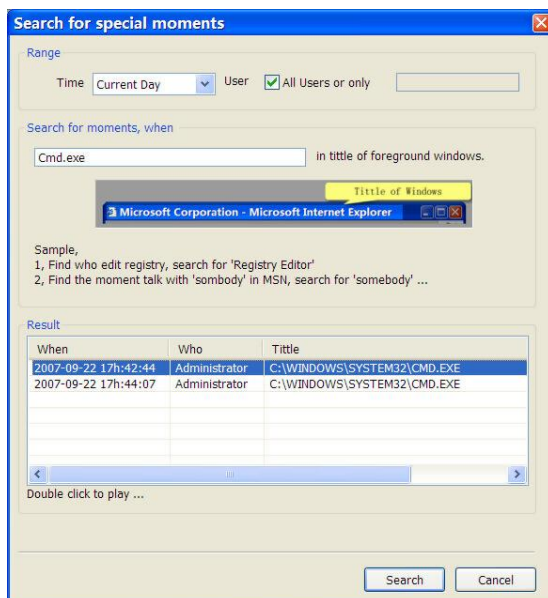 Search for special moments
Range
Time Current Day User All Users or only
Search for moments, when
Cmd.exe in tittle of foreground windows.
Tittle of Windows
Microsoft Corporation - Microsoft Internet Explorer
Sample,
1, Find who edit registry, search for 'Registry Editor'
2, Find the moment talk with 'sombody' in MSN, search for 'somebody' ...
Result
When Who Tittle
2007-09-22 17h:42:44 Administrator C:\WINDOWS\SYSTEM32\CMD.EXE
2007-09-22 17h:44:07 Administrator C:\WINDOWS\SYSTEM32\CMD.EXE
Double click to play ...
Search Cancel